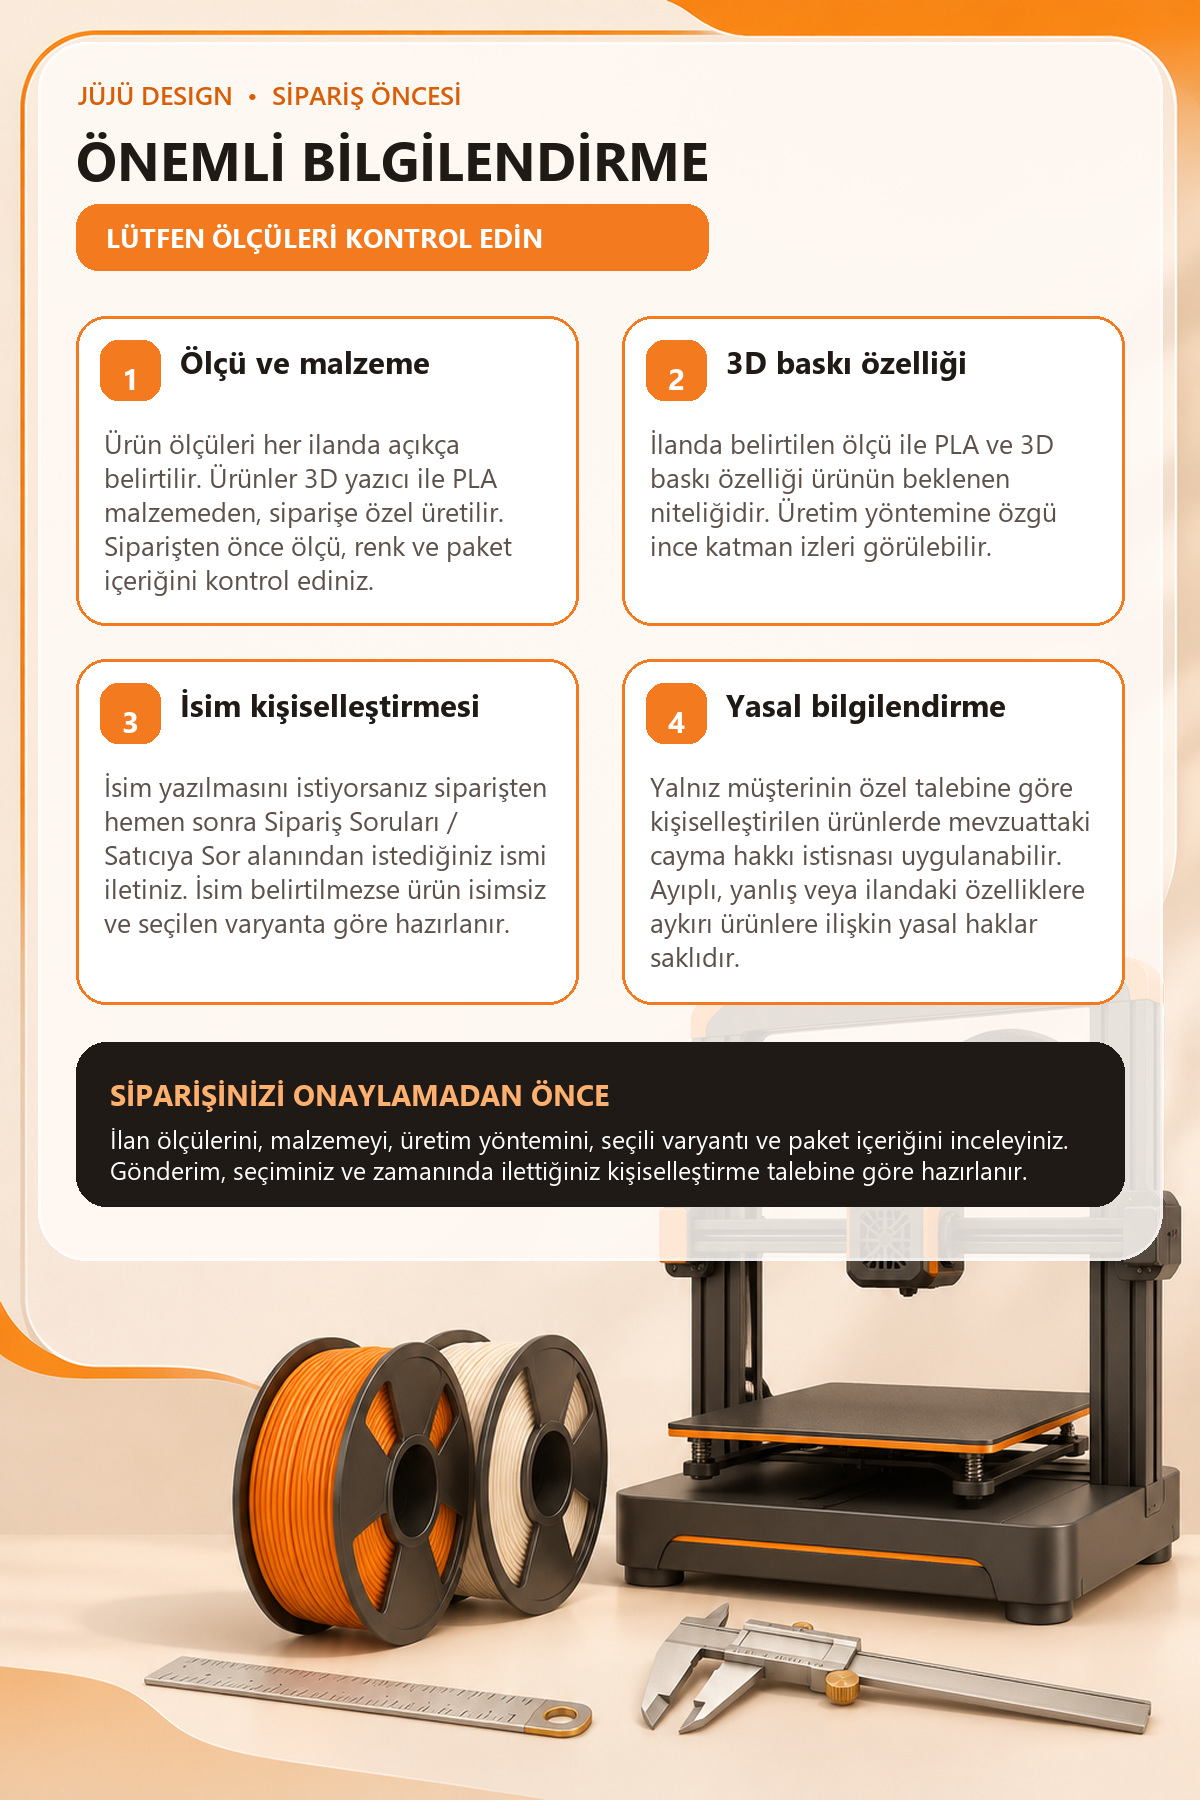 JÜJÜ DESIGN • SİPARİŞ ÖNCESİ
ÖNEMLİ BİLGİLENDİRME
LÜTFEN ÖLÇÜLERİ KONTROL EDİN
1 Ölçü ve malzeme
Ürün ölçüleri her ilanda açıkça
belirtilir. Ürünler 3D yazıcı ile PLA
malzemeden, siparişe özel üretilir.
Siparişten önce ölçü, renk ve paket
içeriğini kontrol ediniz.
2 3D baskı özelliği
İlanda belirtilen ölçü ile PLA ve 3D
baskı özelliği ürünün beklenen
niteliğidir. Üretim yöntemine özgü
ince katman izleri görülebilir.
3 İsim kişiselleştirmesi
İsim yazılmasını istiyorsanız siparişten
hemen sonra Sipariş Soruları /
Satıcıya Sor alanından istediğiniz ismi
iletiniz. İsim belirtilmezse ürün isimsiz
ve seçilen varyanta göre hazırlanır.
4 Yasal bilgilendirme
Yalnız müşterinin özel talebine göre
kişiselleştirilen ürünlerde mevzuattaki
cayma hakkı istisnası uygulanabilir.
Ayıplı, yanlış veya ilandaki özelliklere
aykırı ürünlere ilişkin yasal haklar
saklıdır.
SİPARİŞİNİZİ ONAYLAMADAN ÖNCE
İlan ölçülerini, malzemeyi, üretim yöntemini, seçili varyantı ve paket içeriğini inceleyiniz.
Gönderim, seçiminiz ve zamanında ilettiğiniz kişiselleştirme talebine göre hazırlanır.